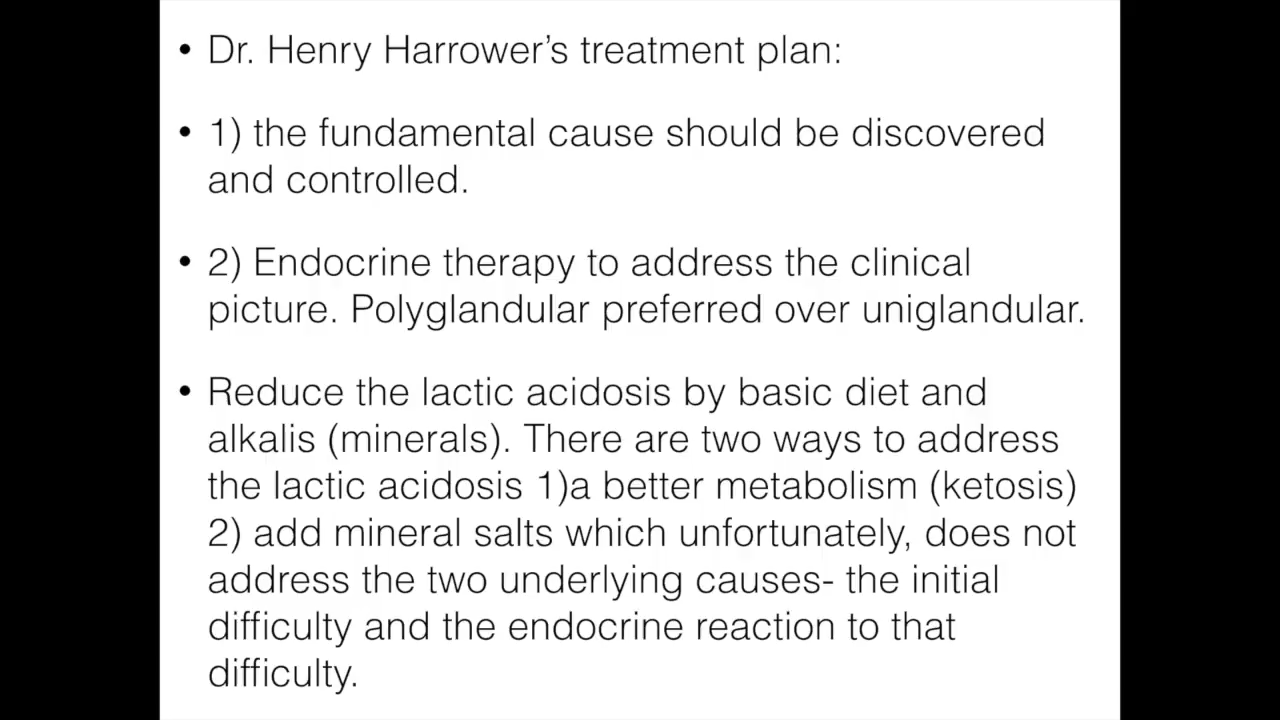 • Dr. Henry Harrower’s treatment plan:
• 1) the fundamental cause should be discovered
and controlled.
• 2) Endocrine therapy to address the clinical
picture. Polyglandular preferred over uniglandular.
• Reduce the lactic acidosis by basic diet and
alkalis (minerals). There are two ways to address
the lactic acidosis 1)a better metabolism (ketosis)
2) add mineral salts which unfortunately, does not
address the two underlying causes- the initial
difficulty and the endocrine reaction to that
difficulty.